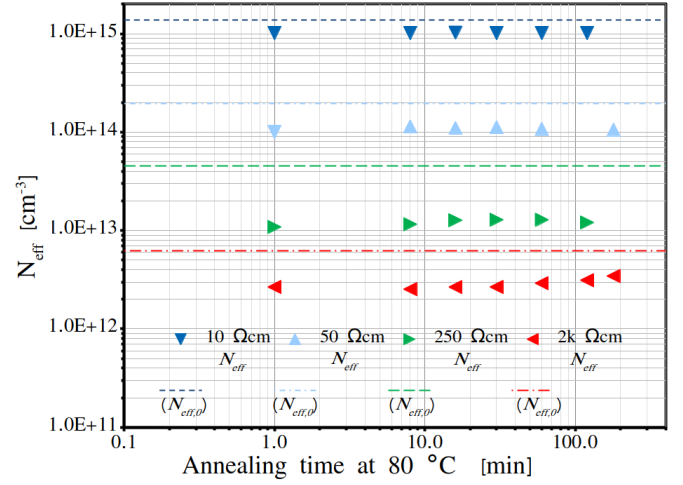 1.0E+15
1.0E+14
1.0E+13
1.0E+12
1.0E+11
N_eff [cm⁻³]
10 Ωcm 50 Ωcm 250 Ωcm 2k Ωcm
N_eff N_eff N_eff N_eff
(N_eff,0) (N_eff,0) (N_eff,0) (N_eff,0)
0.1 1.0 10.0 100.0
Annealing time at 80 °C [min]